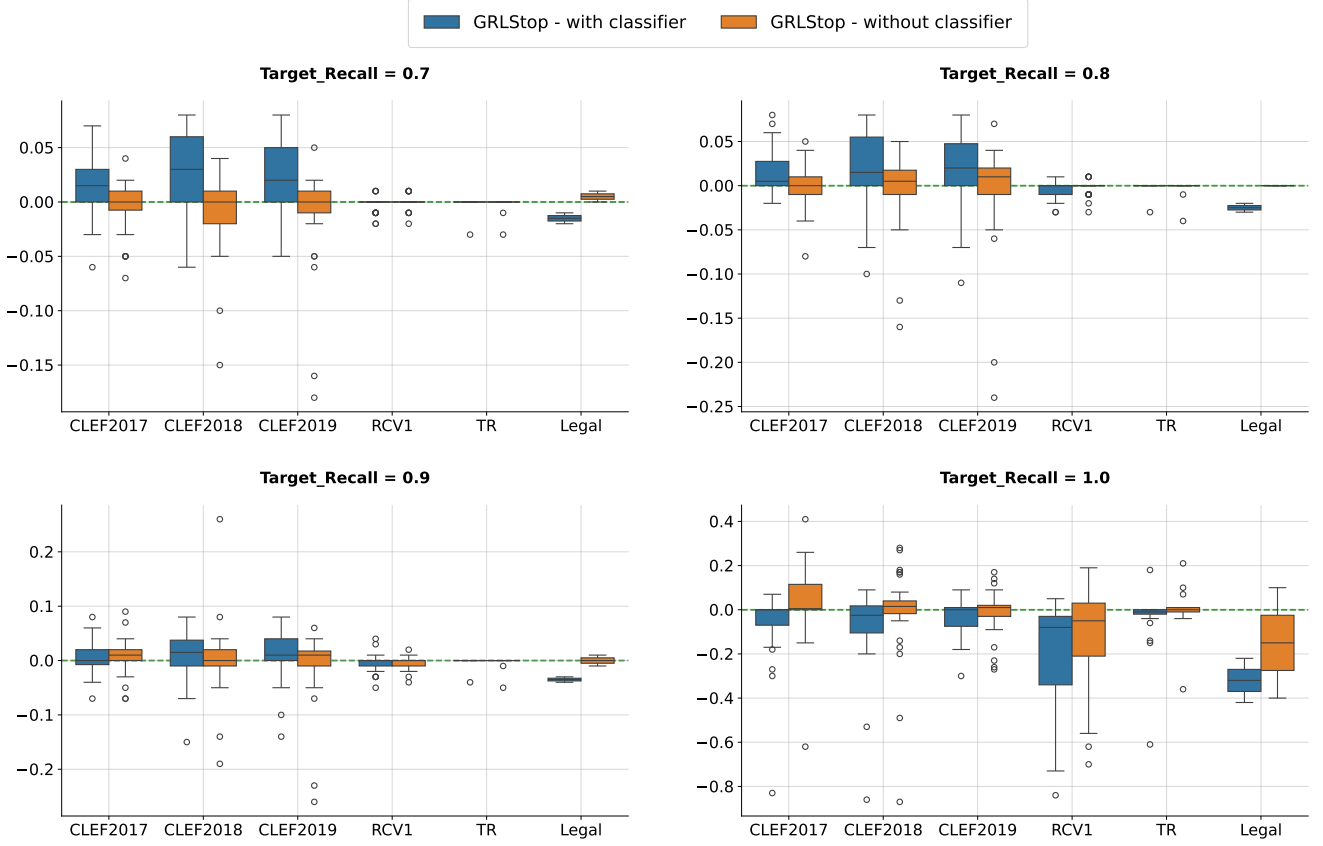 GRLStop - with classifier GRLStop - without classifier
Target_Recall = 0.7
0.05
0.00
−0.05
−0.10
−0.15
CLEF2017 CLEF2018 CLEF2019 RCV1 TR Legal
Target_Recall = 0.8
0.05
0.00
−0.05
−0.10
−0.15
−0.20
−0.25
CLEF2017 CLEF2018 CLEF2019 RCV1 TR Legal
Target_Recall = 0.9
0.2
0.1
0.0
−0.1
−0.2
CLEF2017 CLEF2018 CLEF2019 RCV1 TR Legal
Target_Recall = 1.0
0.4
0.2
0.0
−0.2
−0.4
−0.6
−0.8
CLEF2017 CLEF2018 CLEF2019 RCV1 TR Legal